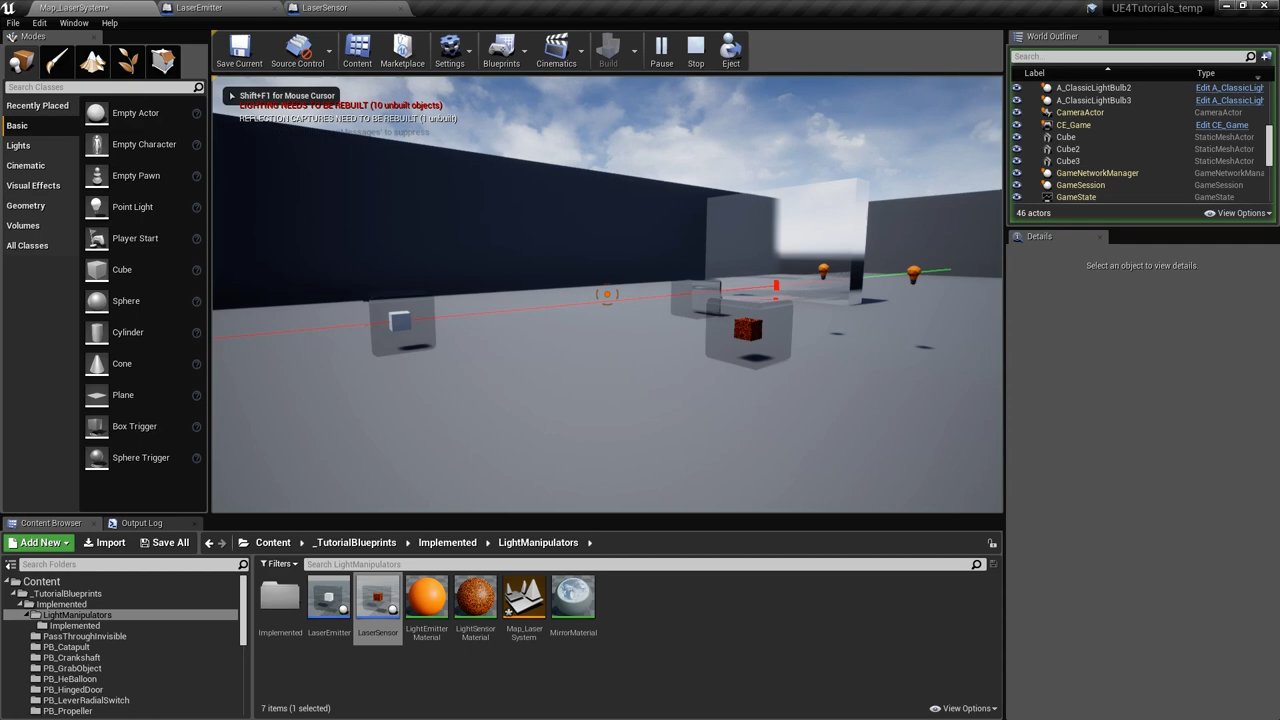 Map_LaserSystem*
LaserEmitter
LaserSensor
UE4Tutorials_temp
File Edit Window Help
Modes
Search Classes
Recently Placed
Basic
Lights
Cinematic
Visual Effects
Geometry
Volumes
All Classes
Empty Actor
Empty Character
Empty Pawn
Point Light
Player Start
Cube
Sphere
Cylinder
Cone
Plane
Box Trigger
Sphere Trigger
Save Current
Source Control
Content
Marketplace
Settings
Blueprints
Cinematics
Build
Pause
Stop
Eject
Shift+F1 for Mouse Cursor
LIGHTING NEEDS TO BE REBUILT (10 unbuilt objects)
REFLECTION CAPTURES NEED TO BE REBUILT (1 unbuilt)
to suppress
World Outliner
Search...
Label Type
A_ClassicLightBulb2 Edit A_ClassicLigh
A_ClassicLightBulb3 Edit A_ClassicLigh
CameraActor CameraActor
CE_Game Edit CE_Game
Cube StaticMeshActor
Cube2 StaticMeshActor
Cube3 StaticMeshActor
GameNetworkManager GameNetworkMana
GameSession GameSession
GameState GameState
46 actors
View Options
Details
Select an object to view details.
Content Browser
Output Log
Add New
Import
Save All
Content
_TutorialBlueprints
Implemented
LightManipulators
Search Folders
Filters
Search LightManipulators
Content
_TutorialBlueprints
Implemented
LightManipulators
Implemented
PassThroughInvisible
PB_Catapult
PB_Crankshaft
PB_GrabObject
PB_HeBalloon
PB_HingedDoor
PB_LeverRadialSwitch
PB_Propeller
Implemented
LaserEmitter
LaserSensor
LightEmitter
Material
LightSensor
Material
Map_Laser
System
MirrorMaterial
7 items (1 selected)
View Options